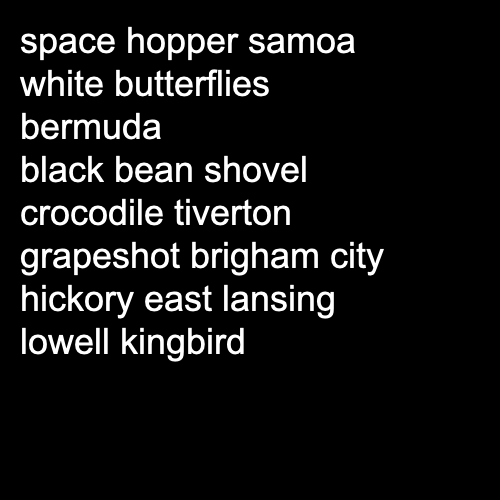 space hopper samoa
white butterflies
bermuda
black bean shovel
crocodile tiverton
grapeshot brigham city
hickory east lansing
lowell kingbird